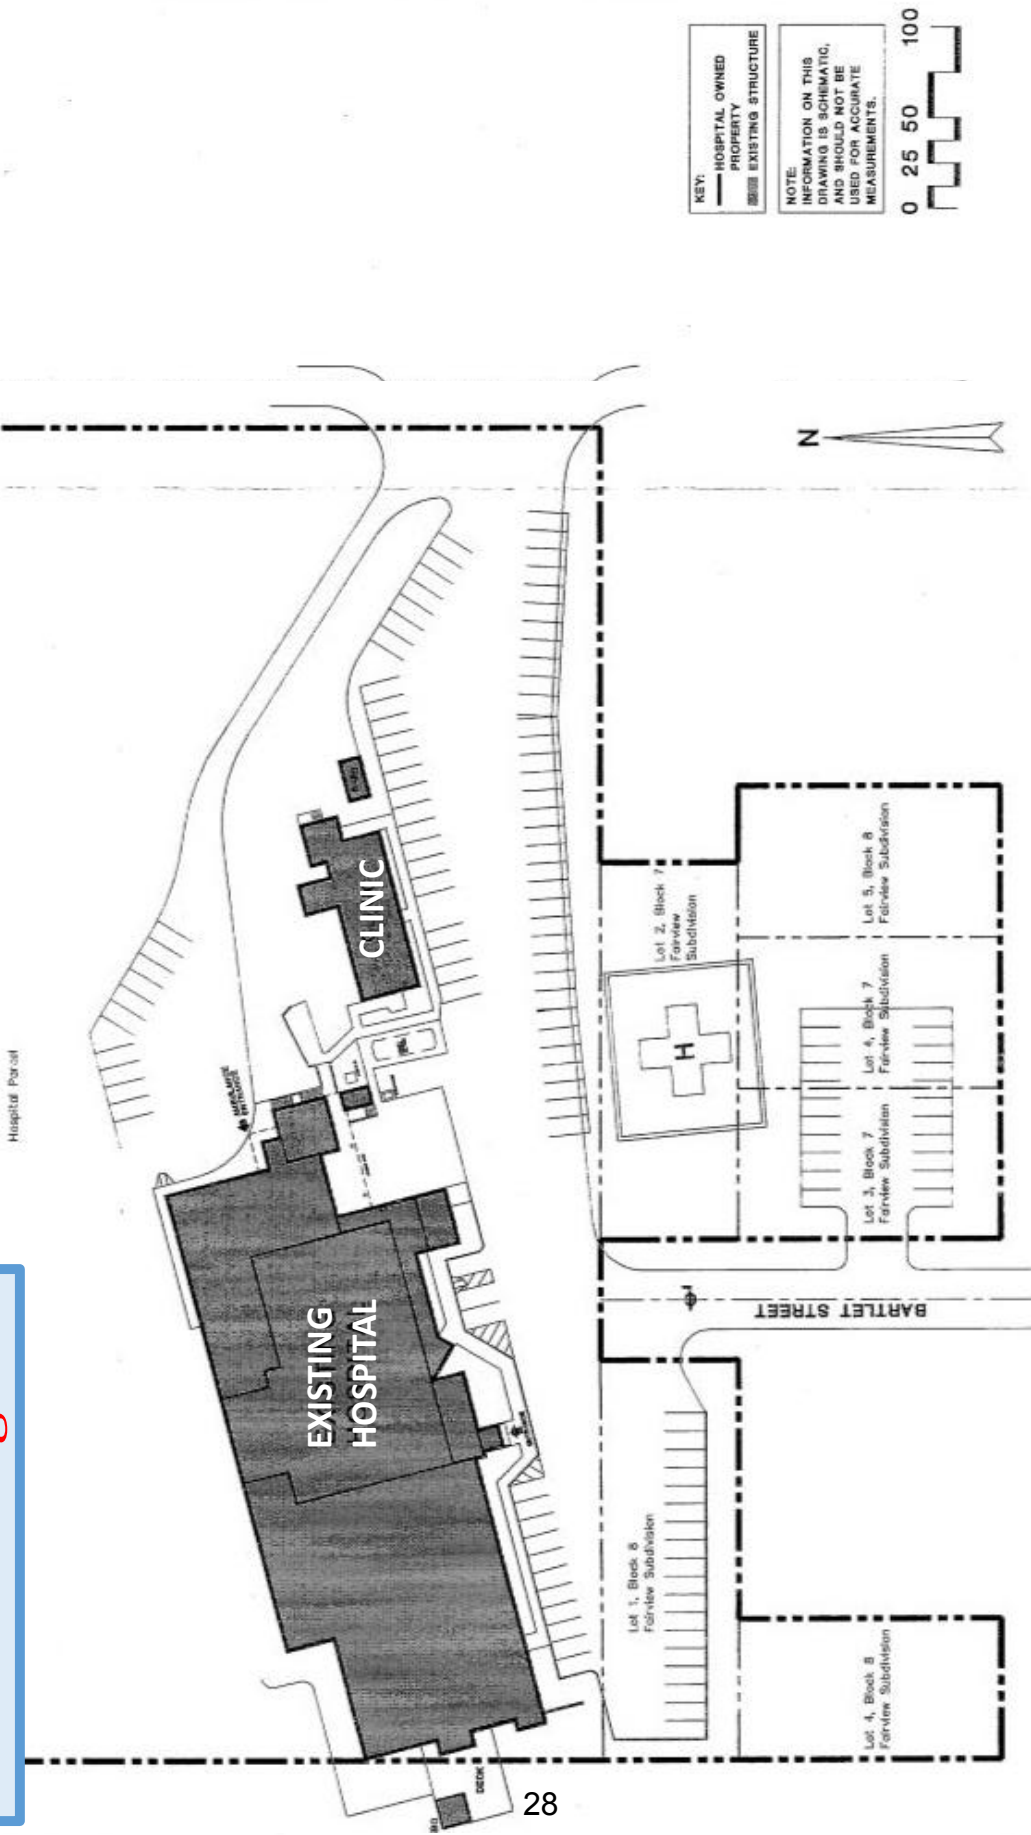 Hospital Parcel
AMBULANCE
ENTRANCE
EXISTING
HOSPITAL
CLINIC
DECK
KEY:
HOSPITAL OWNED
PROPERTY
EXISTING STRUCTURE
NOTE:
INFORMATION ON THIS
DRAWING IS SCHEMATIC,
AND SHOULD NOT BE
USED FOR ACCURATE
MEASUREMENTS.
0 25 50 100
N
Lot 2, Block 7
Fairview
Subdivision
H
Lot 5, Block 8
Fairview Subdivision
Lot 4, Block 7
Fairview Subdivision
Lot 3, Block 7
Fairview Subdivision
BARTLET STREET
Lot 1, Block 8
Fairview Subdivision
Lot 4, Block 8
Fairview Subdivision
28